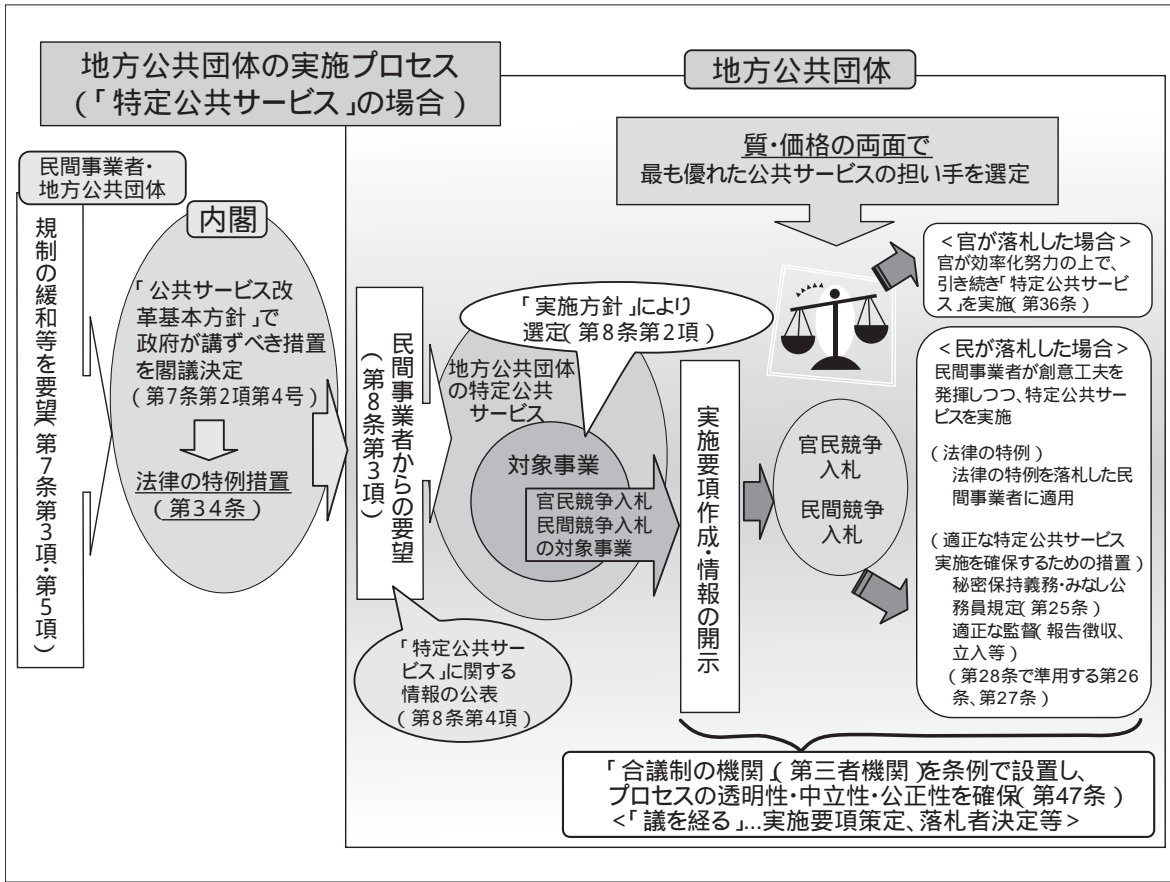 地方公共団体の実施プロセス
(「特定公共サービス」の場合)
地方公共団体
質・価格の両面で
最も優れた公共サービスの担い手を選定
民間事業者・
地方公共団体
規制の緩和等を要望(第7条第3項・第5項)
内閣
「公共サービス改
革基本方針」で
政府が講ずべき措置
を閣議決定
(第7条第2項第4号)
法律の特例措置
(第34条)
民間事業者からの要望
(第8条第3項)
「特定公共サー
ビス」に関する
情報の公表
(第8条第4項)
「実施方針」により
選定(第8条第2項)
地方公共団体
の特定公共
サービス
対象事業
官民競争入札
民間競争入札
の対象事業
実施要項作成・情報の開示
官民競争
入札
民間競争
入札
<官が落札した場合>
官が効率化努力の上で、
引き続き「特定公共サービ
ス」を実施(第36条)
<民が落札した場合>
民間事業者が創意工夫を
発揮しつつ、特定公共サー
ビスを実施
(法律の特例)
法律の特例を落札した民
間事業者に適用
(適正な特定公共サービス
実施を確保するための措置)
秘密保持義務・みなし公
務員規定(第25条)
適正な監督(報告徴収、
立入等)
(第28条で準用する第26
条、第27条)
「合議制の機関」(第三者機関)を条例で設置し、
プロセスの透明性・中立性・公正性を確保(第47条)
<「議を経る」…実施要項策定、落札者決定等>